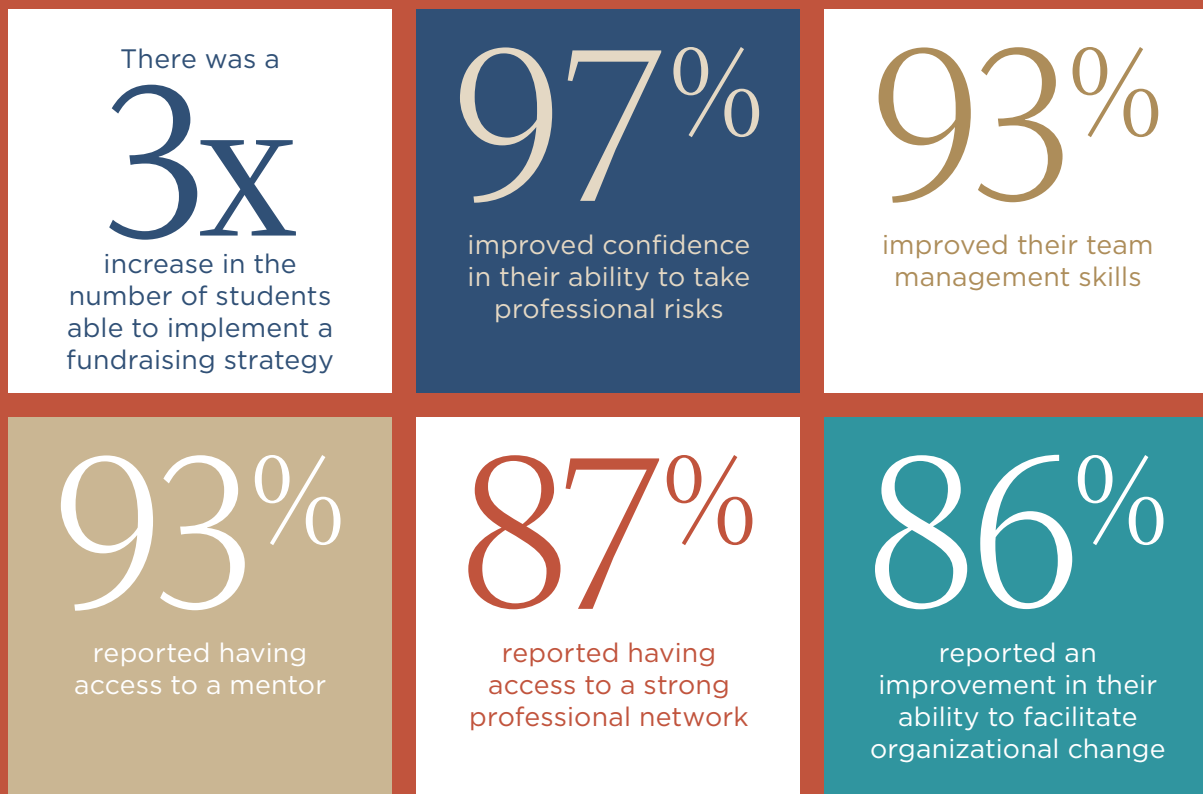 There was a
3x
increase in the
number of students
able to implement a
fundraising strategy
97%
improved confidence
in their ability to take
professional risks
93%
improved their team
management skills
93%
reported having
access to a mentor
87%
reported having
access to a strong
professional network
86%
reported an
improvement in their
ability to facilitate
organizational change